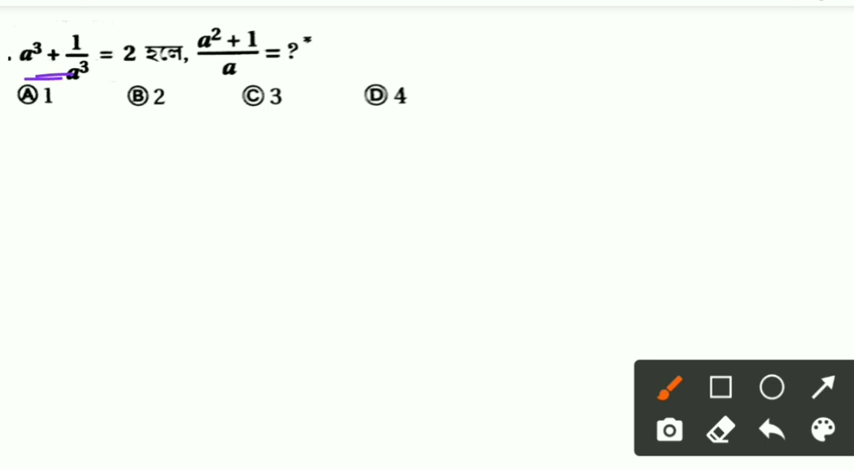 . a³ + 1/a³ = 2 হলে, (a² + 1)/a = ? *
Ⓐ 1 Ⓑ 2 Ⓒ 3 Ⓓ 4